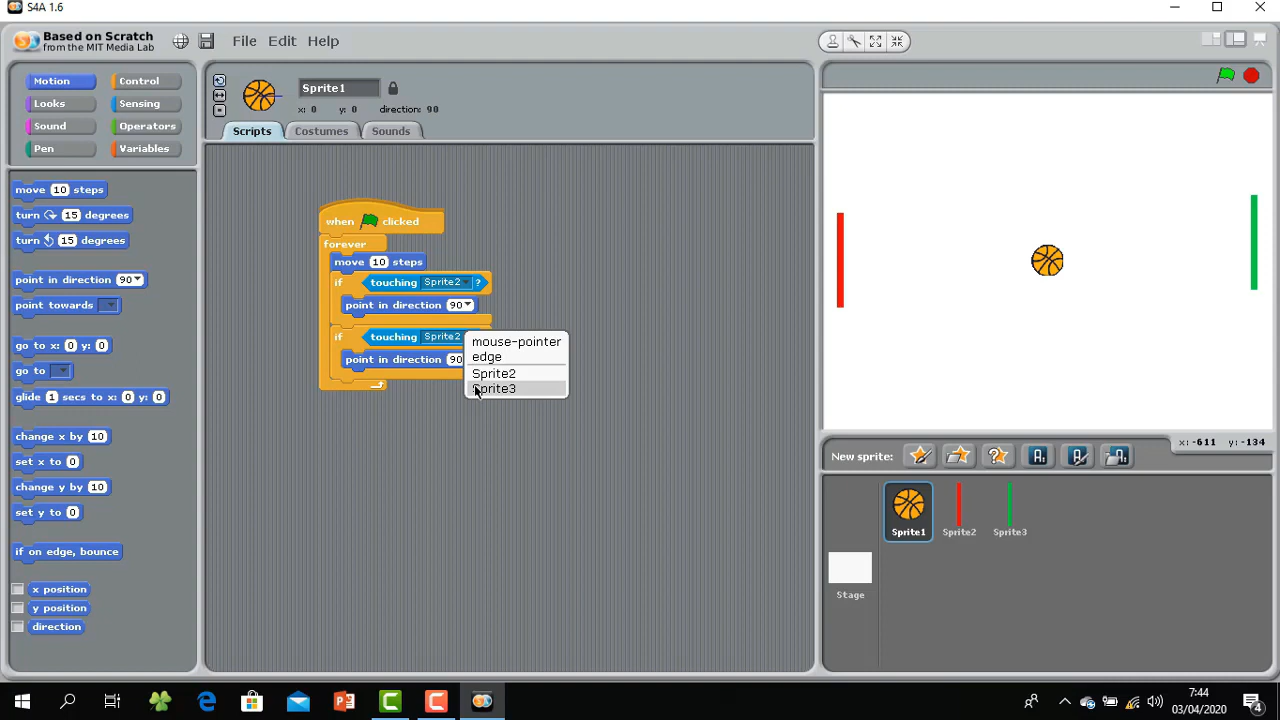 S4A 1.6
Based on Scratch
from the MIT Media Lab
File Edit Help
Motion
Control
Looks
Sensing
Sound
Operators
Pen
Variables
move 10 steps
turn 15 degrees
turn 15 degrees
point in direction 90
point towards
go to x: 0 y: 0
go to
glide 1 secs to x: 0 y: 0
change x by 10
set x to 0
change y by 10
set y to 0
if on edge, bounce
x position
y position
direction
Sprite1
x: 0 y: 0 direction: 90
Scripts Costumes Sounds
when clicked
forever
move 10 steps
if touching Sprite2 ?
point in direction 90
if touching Sprite2
point in direction 90
mouse-pointer
edge
Sprite2
Sprite3
x: -611 y: -134
New sprite:
Sprite1 Sprite2 Sprite3
Stage
7:44
03/04/2020
4